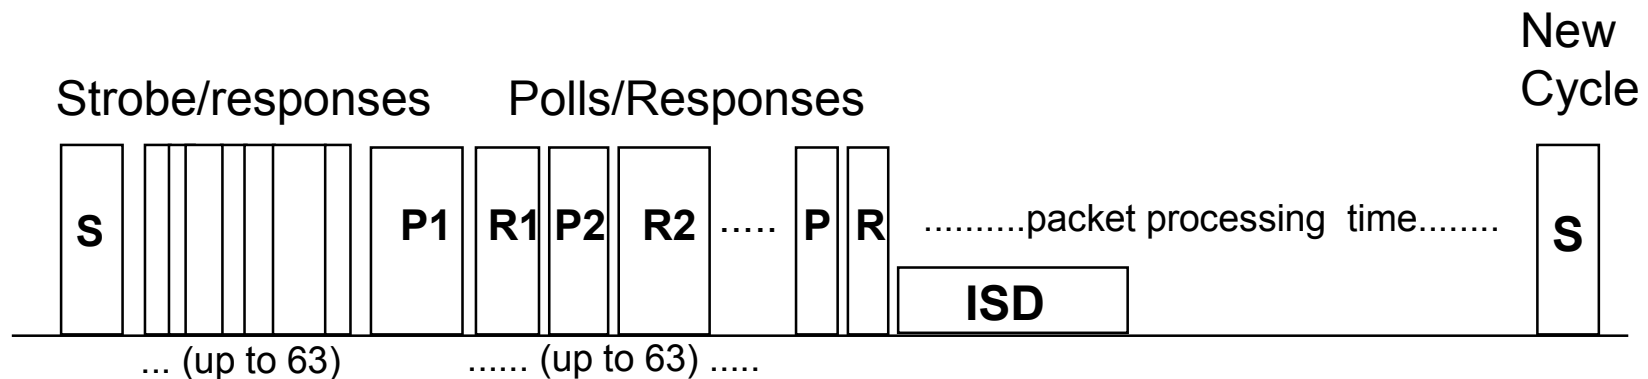 New
Cycle
Strobe/responses Polls/Responses
S P1 R1 P2 R2 ..... P R ..........packet processing time........ S
ISD
... (up to 63) ...... (up to 63) .....